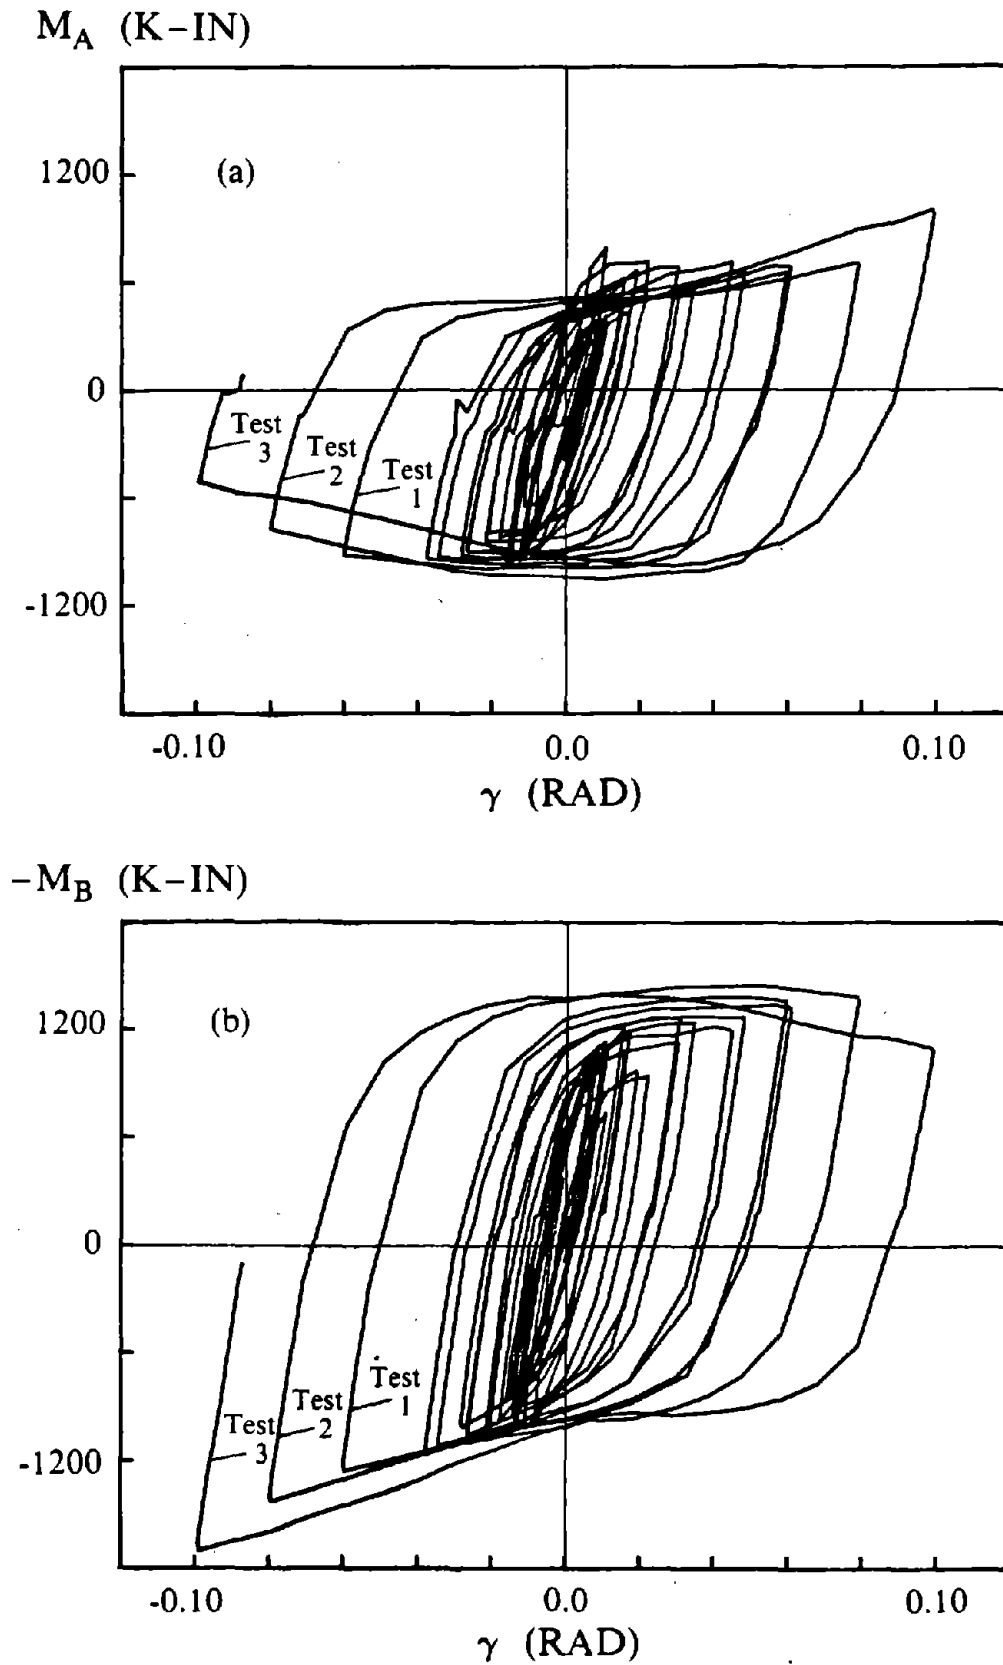 M_A (K–IN)
1200
(a)
0
Test
3
Test
2
Test
1
-1200
-0.10 0.0 0.10
γ (RAD)
–M_B (K–IN)
1200
(b)
0
Test
1
Test
2
Test
3
-1200
-0.10 0.0 0.10
γ (RAD)